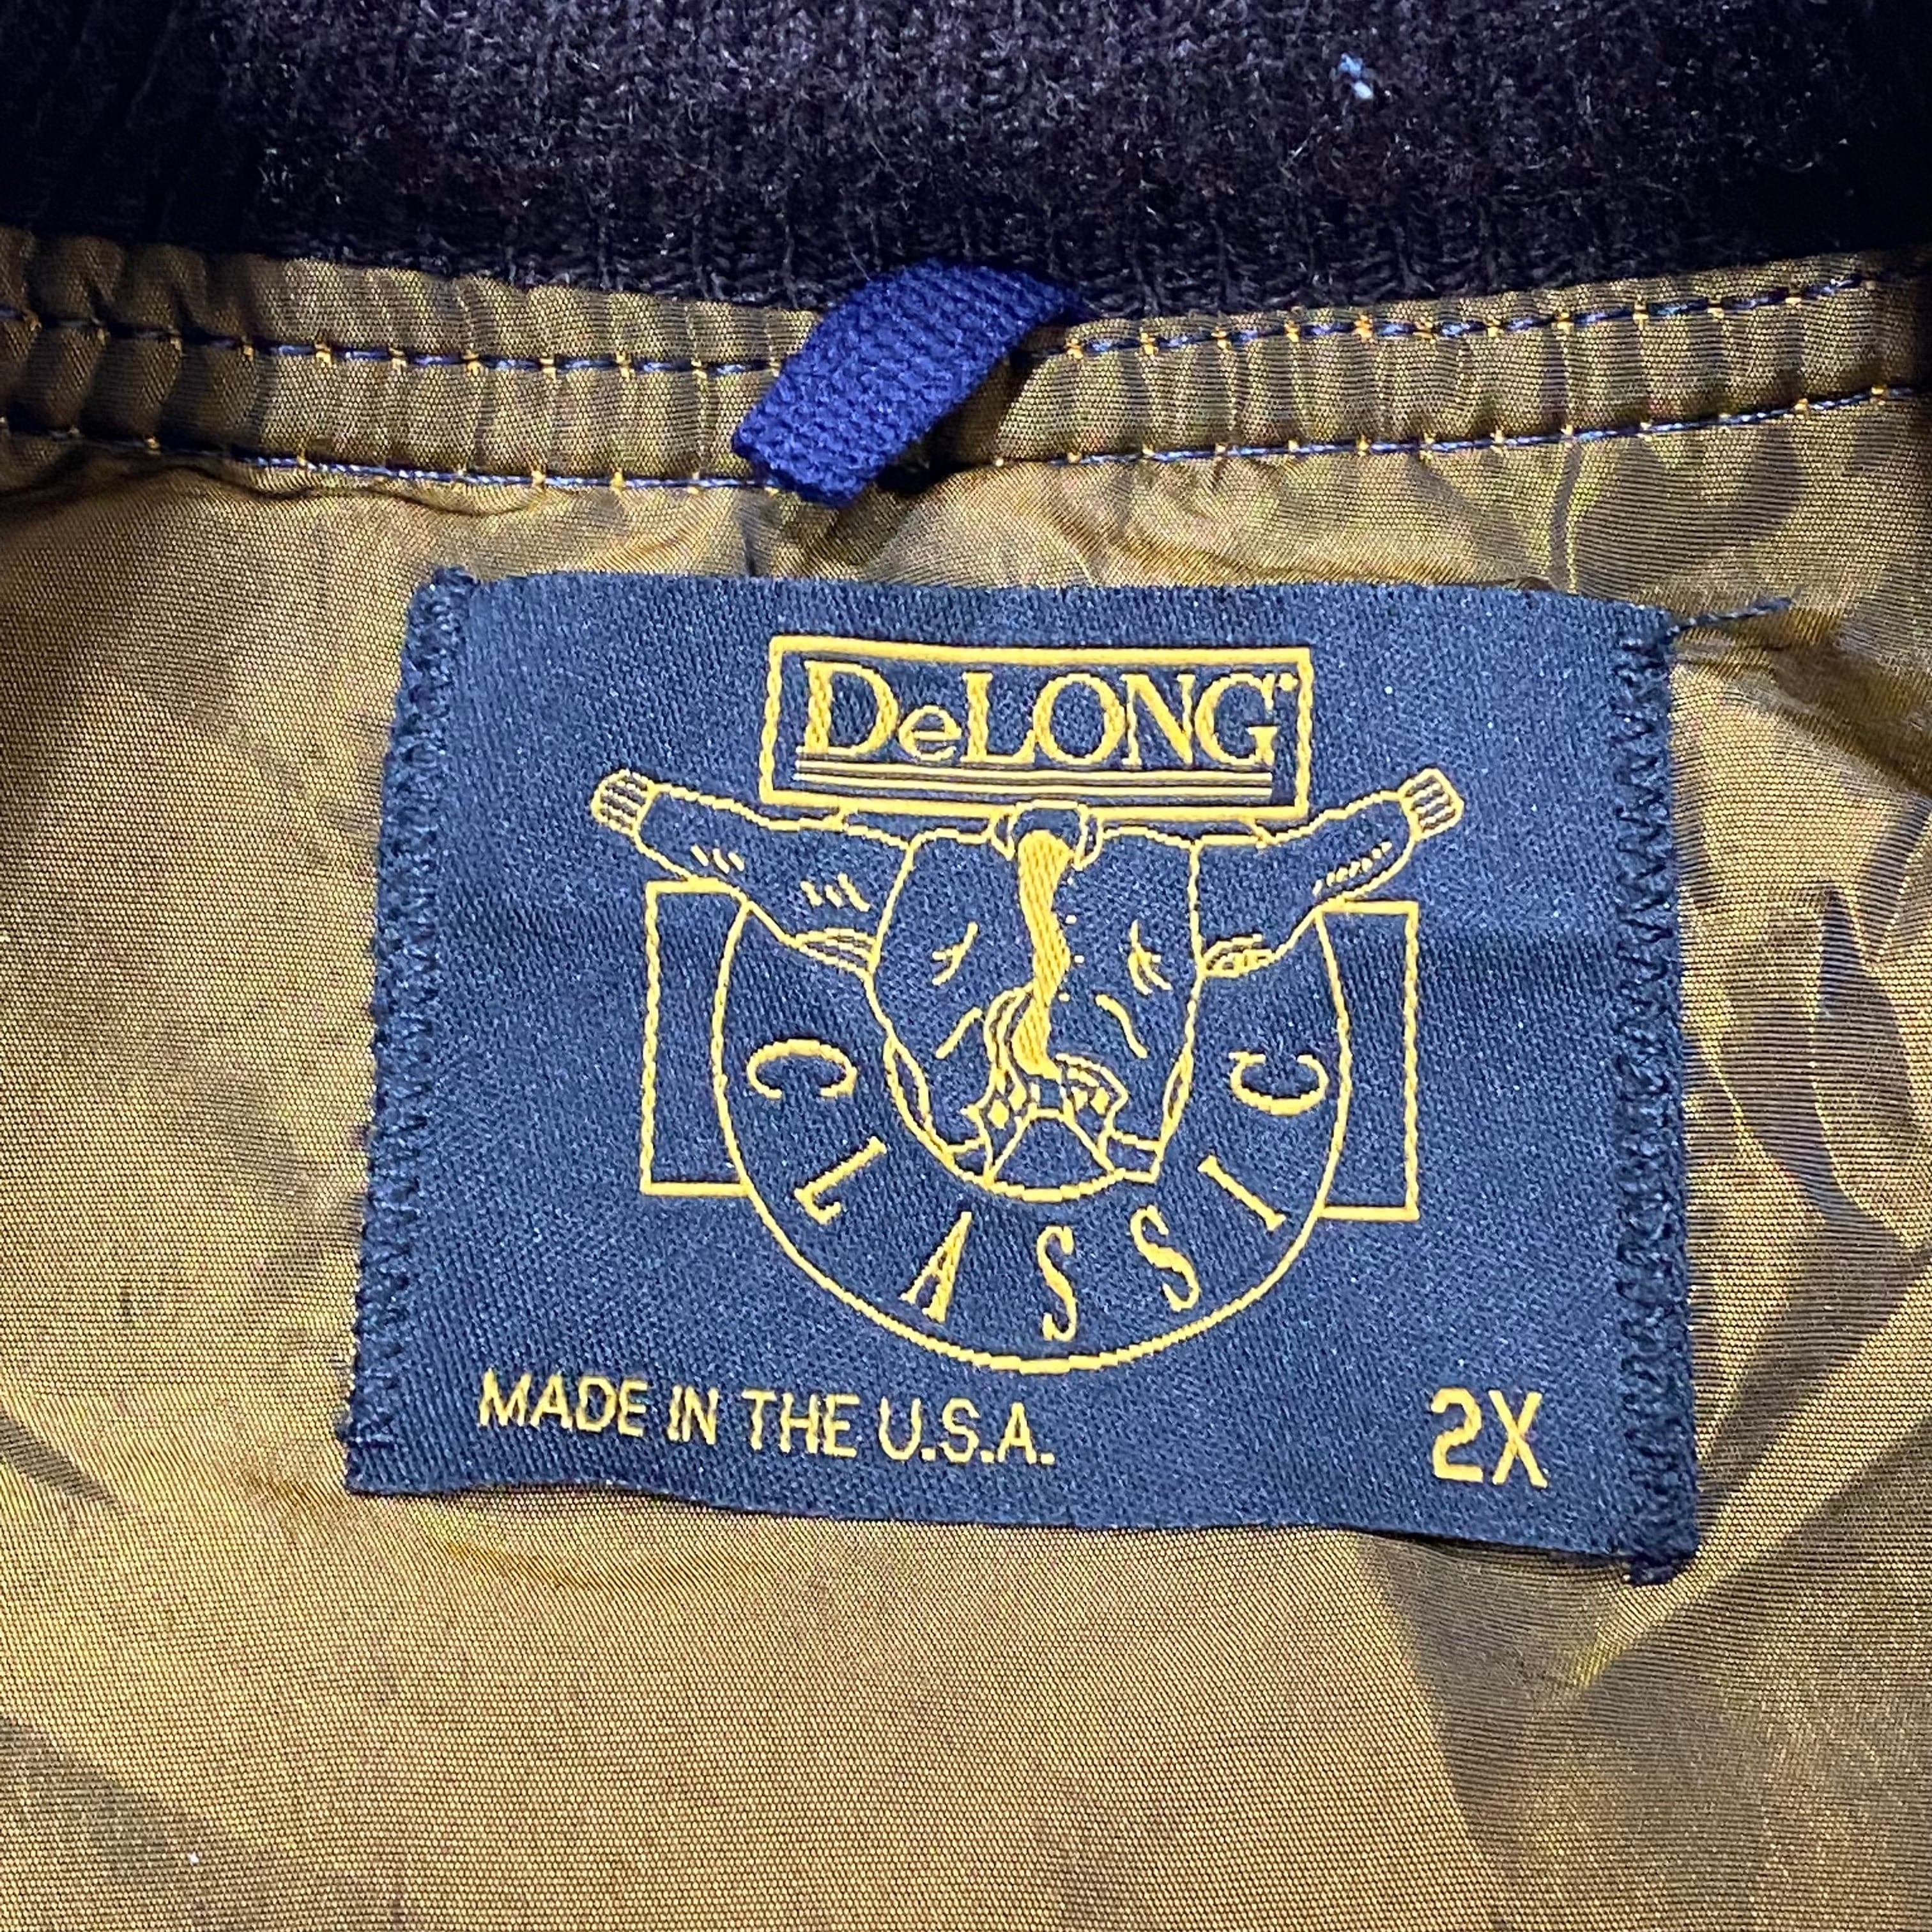 DeLONG
CLASSIC
MADE IN THE U.S.A.
2X